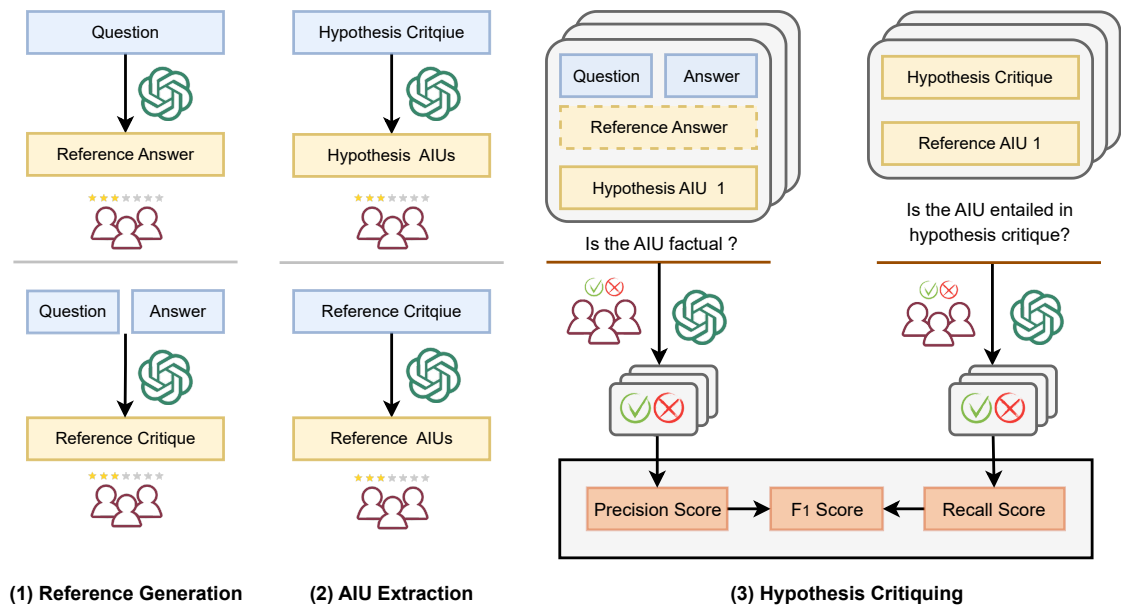 Question
Reference Answer
Question
Answer
Reference Critique
(1) Reference Generation
Hypothesis Critqiue
Hypothesis AIUs
Reference Critqiue
Reference AIUs
(2) AIU Extraction
Question
Answer
Reference Answer
Hypothesis AIU 1
Is the AIU factual ?
Hypothesis Critique
Reference AIU 1
Is the AIU entailed in
hypothesis critique?
Precision Score
F1 Score
Recall Score
(3) Hypothesis Critiquing